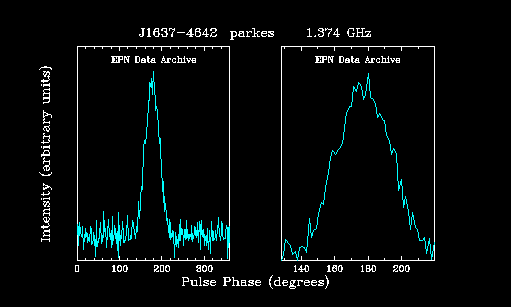 J1637-4642 parkes 1.374 GHz
EPN Data Archive EPN Data Archive
Intensity (arbitrary units)
0 100 200 300 140 160 180 200
Pulse Phase (degrees)